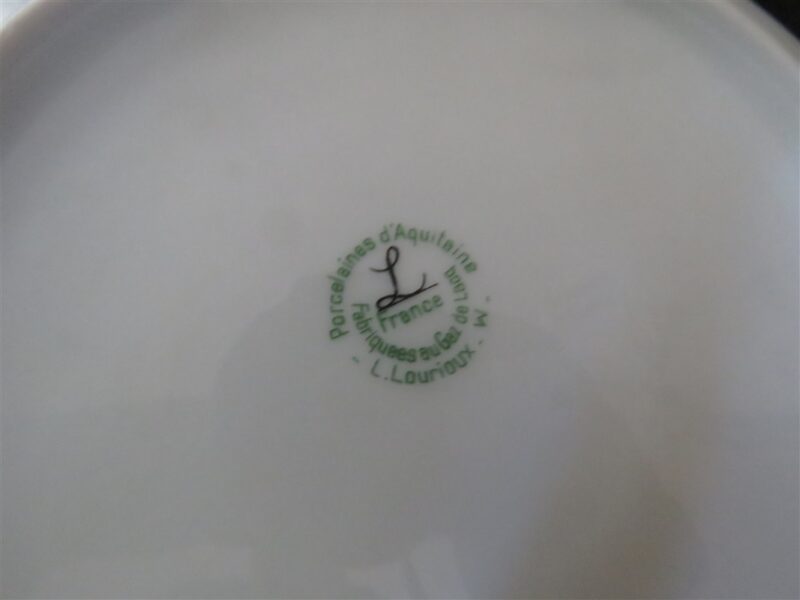 Porcelaines d'Aquitaine
L
France
Fabriquees au Gaz de Lacq
- L. Lourioux - M -